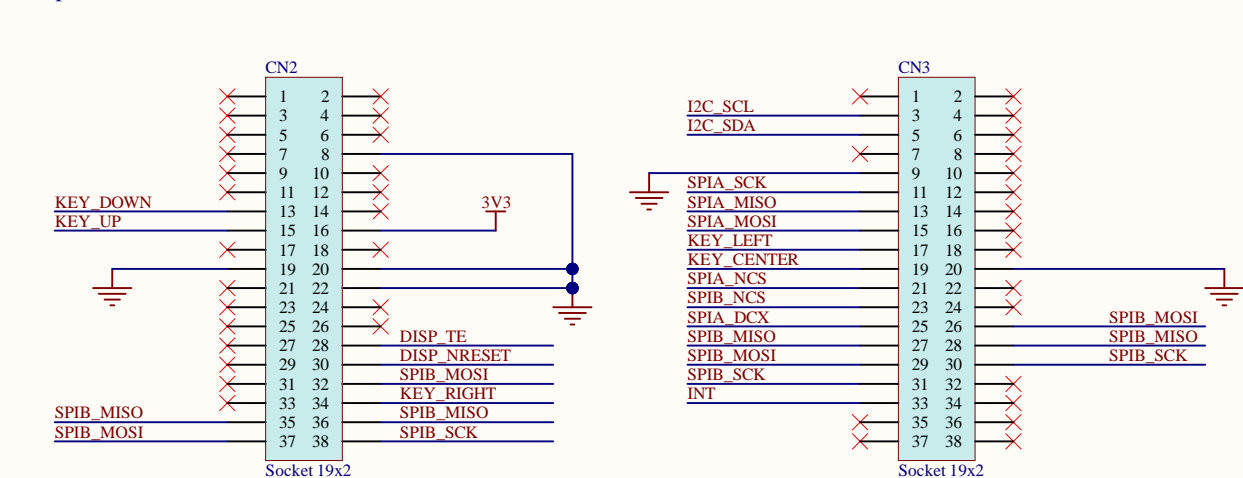 CN2
1 2
3 4
5 6
7 8
9 10
11 12
KEY_DOWN 13 14 3V3
KEY_UP 15 16
17 18
19 20
21 22
23 24
25 26
27 28 DISP_TE
29 30 DISP_NRESET
31 32 SPIB_MOSI
33 34 KEY_RIGHT
SPIB_MISO 35 36 SPIB_MISO
SPIB_MOSI 37 38 SPIB_SCK
Socket 19x2
CN3
1 2
I2C_SCL 3 4
I2C_SDA 5 6
7 8
9 10
SPIA_SCK 11 12
SPIA_MISO 13 14
SPIA_MOSI 15 16
KEY_LEFT 17 18
KEY_CENTER 19 20
SPIA_NCS 21 22
SPIB_NCS 23 24
SPIA_DCX 25 26 SPIB_MOSI
SPIB_MISO 27 28 SPIB_MISO
SPIB_MOSI 29 30 SPIB_SCK
SPIB_SCK 31 32
INT 33 34
35 36
37 38
Socket 19x2